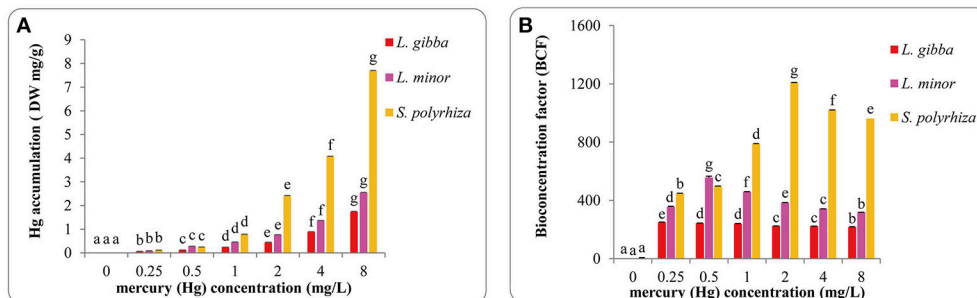 A
Hg accumulation ( DW mg/g)
9
8
7
6
5
4
3
2
1
0
L. gibba
L. minor
S. polyrhiza
a a a
b b b
c c c
d d d
e e e
f f f
g g g
0 0.25 0.5 1 2 4 8
mercury (Hg) concentration (mg/L)
B
Bioconcentration factor (BCF)
1600
1200
800
400
0
L. gibba
L. minor
S. polyrhiza
a a a
e d b
d g c
d f d
c e g
c b f
b b e
0 0.25 0.5 1 2 4 8
mercury (Hg) concentration (mg/L)